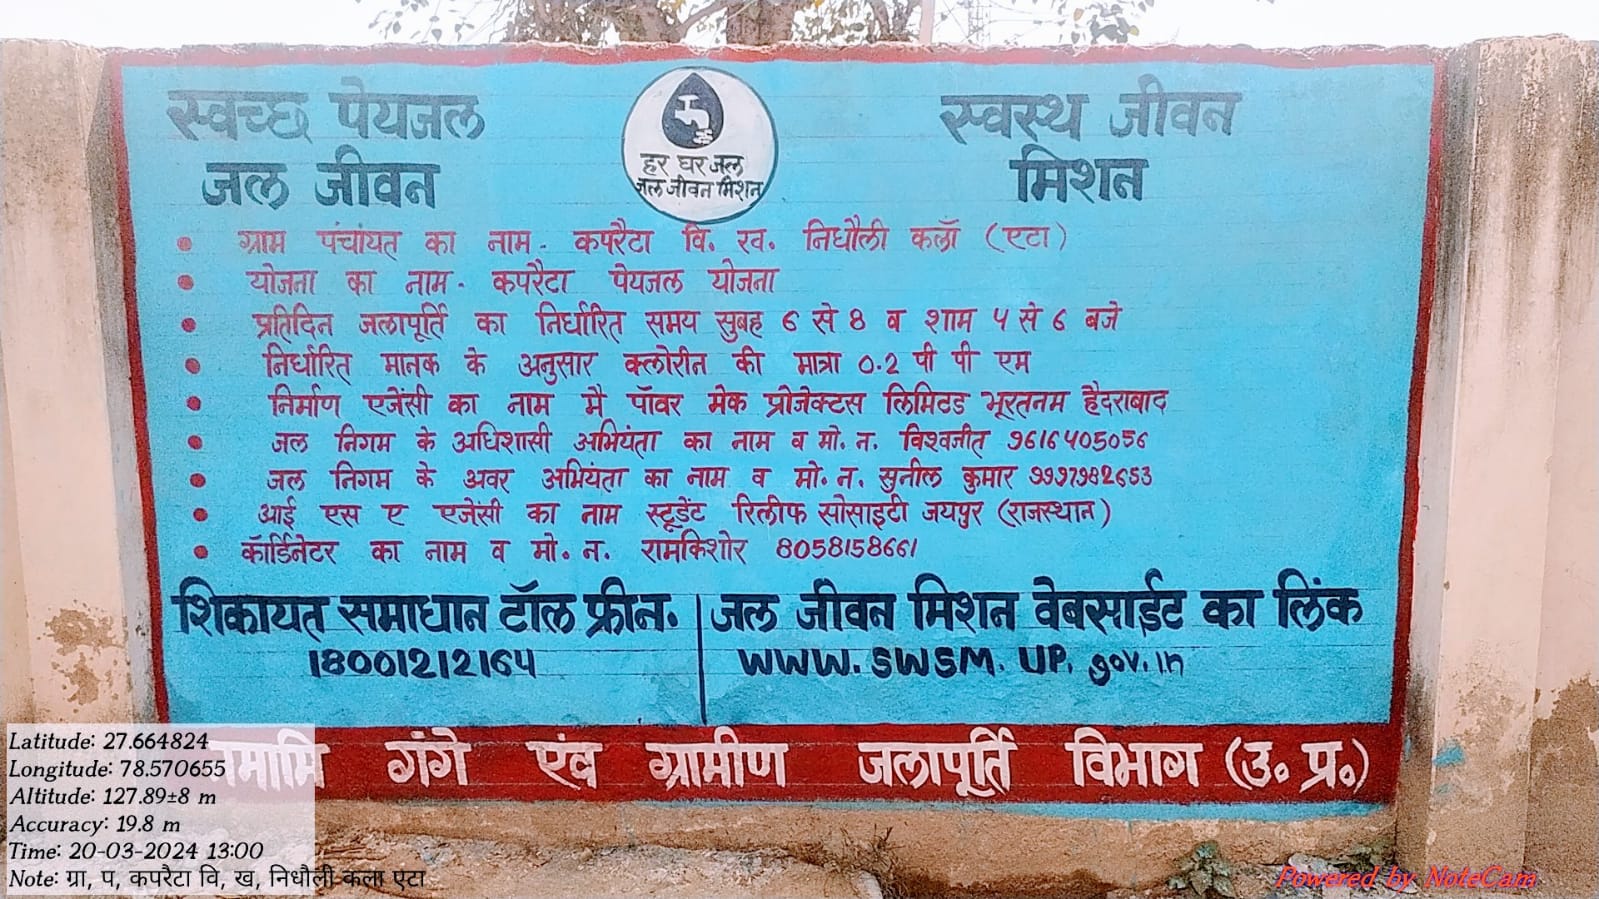 स्वच्छ पेयजल
जल जीवन
हर घर जल
जल जीवन मिशन
स्वस्थ जीवन
मिशन
• ग्राम पंचायत का नाम - कपरैटा वि. ख. निधौली कलॉ (एटा)
• योजना का नाम - कपरैटा पेयजल योजना
• प्रतिदिन जलापूर्ति का निर्धारित समय सुबह 6 से 8 व शाम ५ से 6 बजे
• निर्धारित मानक के अनुसार क्लोरीन की मात्रा 0.2 पी पी एम
• निर्माण एजेंसी का नाम मै पॉवर मेक प्रोजेक्टस लिमिटड भूरतनम हैदराबाद
• जल निगम के अधिशासी अभियंता का नाम व मो. न. विश्वजीत 9616405056
• जल निगम के अवर अभियंता का नाम व मो. न. सुनील कुमार 9997982653
• आई एस ए एजेंसी का नाम स्टूडेंट रिलीफ सोसाइटी जयपुर (राजस्थान)
• कॉर्डिनेटर का नाम व मो. न. रामकिशोर 8058158661
शिकायत समाधान टॉल फ्री न.
18001212164
जल जीवन मिशन वेबसाईट का लिंक
WWW. SWSM. UP. gov.in
नमामि गंगे एंव ग्रामीण जलापूर्ति विभाग (उ॰ प्र॰)
Latitude: 27.664824
Longitude: 78.570655
Altitude: 127.89±8 m
Accuracy: 19.8 m
Time: 20-03-2024 13:00
Note: ग्रा, प, कपरैटा वि, ख, निधौली कला एटा
Powered by NoteCam